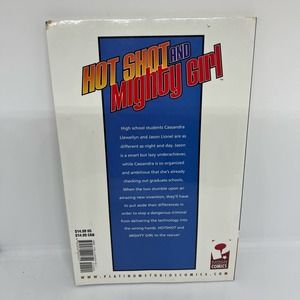 HOT SHOT AND
Mighty Girl
High school students Cassandra
Llewellyn and Jason Lionel are as
different as night and day. Jason
is a smart but lazy underachiever,
while Cassandra is so organized
and ambitious that she's already
checking out graduate schools.
When the two stumble upon an
amazing new invention, they'll have
to put aside their differences in
order to stop a dangerous criminal
from delivering the technology into
the wrong hands. HOTSHOT and
MIGHTY GIRL to the rescue!
$14.95 US
$14.95 CAN
PLATINUM
COMICS
WWW.PLATINUMSTUDIOSCOMICS.COM